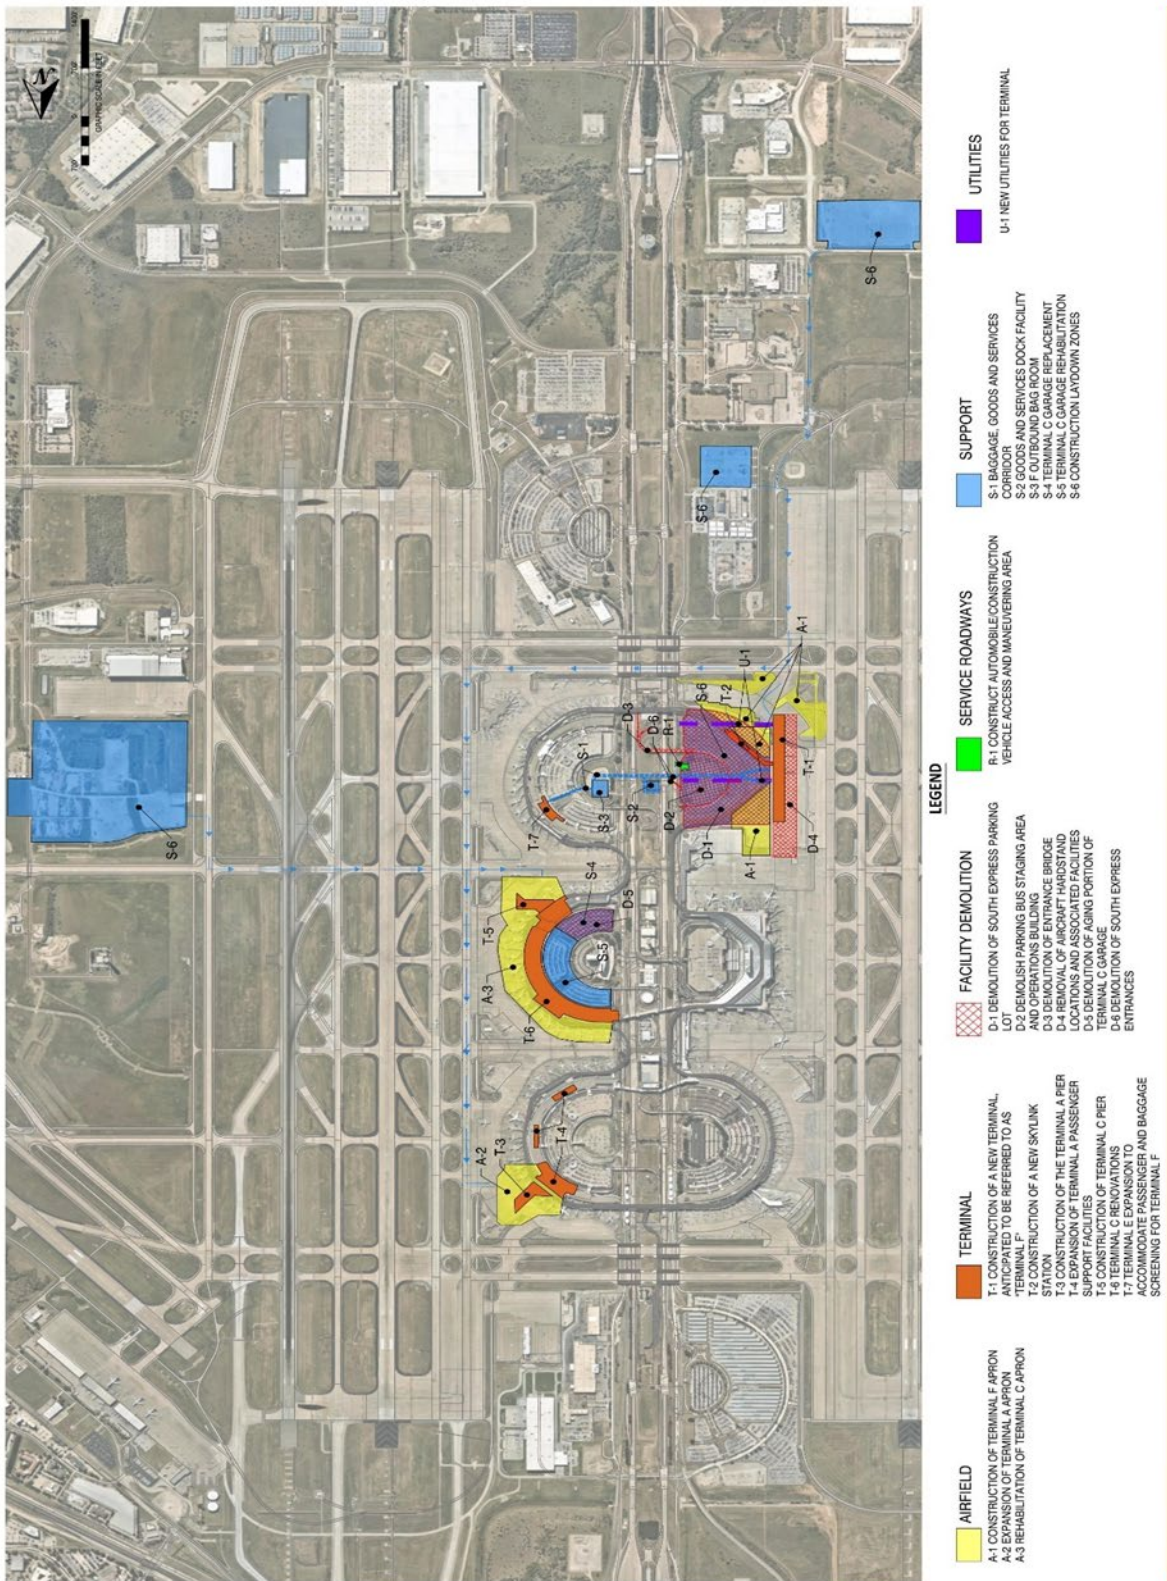 1400'
700'
0
700'
GRAPHIC SCALE IN FEET
A-2
T-3
T-4
T-5
A-3
T-6
S-4
D-5
S-5
T-7
S-1
S-3
S-2
D-3
D-6
R-1
D-2
D-1
A-1
D-4
T-1
S-6
T-2
U-1
A-1
S-6
S-6
S-6
LEGEND
AIRFIELD
A-1 CONSTRUCTION OF TERMINAL F APRON
A-2 EXPANSION OF TERMINAL A APRON
A-3 REHABILITATION OF TERMINAL C APRON
TERMINAL
T-1 CONSTRUCTION OF A NEW TERMINAL,
ANTICIPATED TO BE REFERRED TO AS
"TERMINAL F"
T-2 CONSTRUCTION OF A NEW SKYLINK
STATION
T-3 CONSTRUCTION OF THE TERMINAL A PIER
T-4 EXPANSION OF TERMINAL A PASSENGER
SUPPORT FACILITIES
T-5 CONSTRUCTION OF TERMINAL C PIER
T-6 TERMINAL C RENOVATIONS
T-7 TERMINAL E EXPANSION TO
ACCOMMODATE PASSENGER AND BAGGAGE
SCREENING FOR TERMINAL F
FACILITY DEMOLITION
D-1 DEMOLITION OF SOUTH EXPRESS PARKING
LOT
D-2 DEMOLISH PARKING BUS STAGING AREA
AND OPERATIONS BUILDING
D-3 DEMOLITION OF ENTRANCE BRIDGE
D-4 REMOVAL OF AIRCRAFT HARDSTAND
LOCATIONS AND ASSOCIATED FACILITIES
D-5 DEMOLITION OF AGING PORTION OF
TERMINAL C GARAGE
D-6 DEMOLITION OF SOUTH EXPRESS
ENTRANCES
SERVICE ROADWAYS
R-1 CONSTRUCT AUTOMOBILE/CONSTRUCTION
VEHICLE ACCESS AND MANEUVERING AREA
SUPPORT
S-1 BAGGAGE, GOODS AND SERVICES
CORRIDOR
S-2 GOODS AND SERVICES DOCK FACILITY
S-3 F OUTBOUND BAG ROOM
S-4 TERMINAL C GARAGE REPLACEMENT
S-5 TERMINAL C GARAGE REHABILITATION
S-6 CONSTRUCTION LAYDOWN ZONES
UTILITIES
U-1 NEW UTILITIES FOR TERMINAL